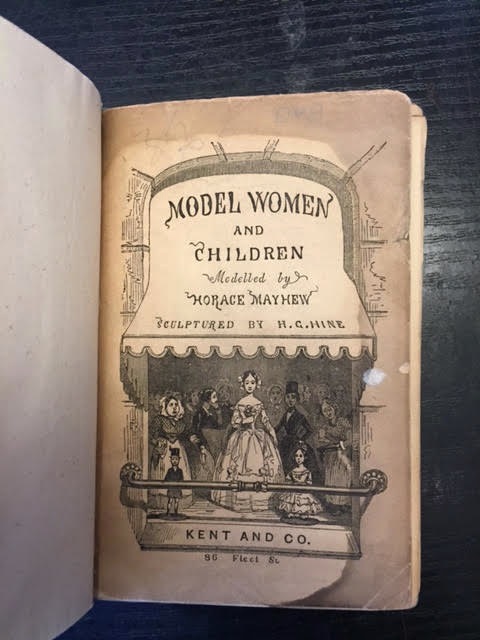 MODEL WOMEN
AND
CHILDREN
Modelled by
HORACE MAYHEW
SCULPTURED BY H. G. HINE
KENT AND CO.
86 Fleet St